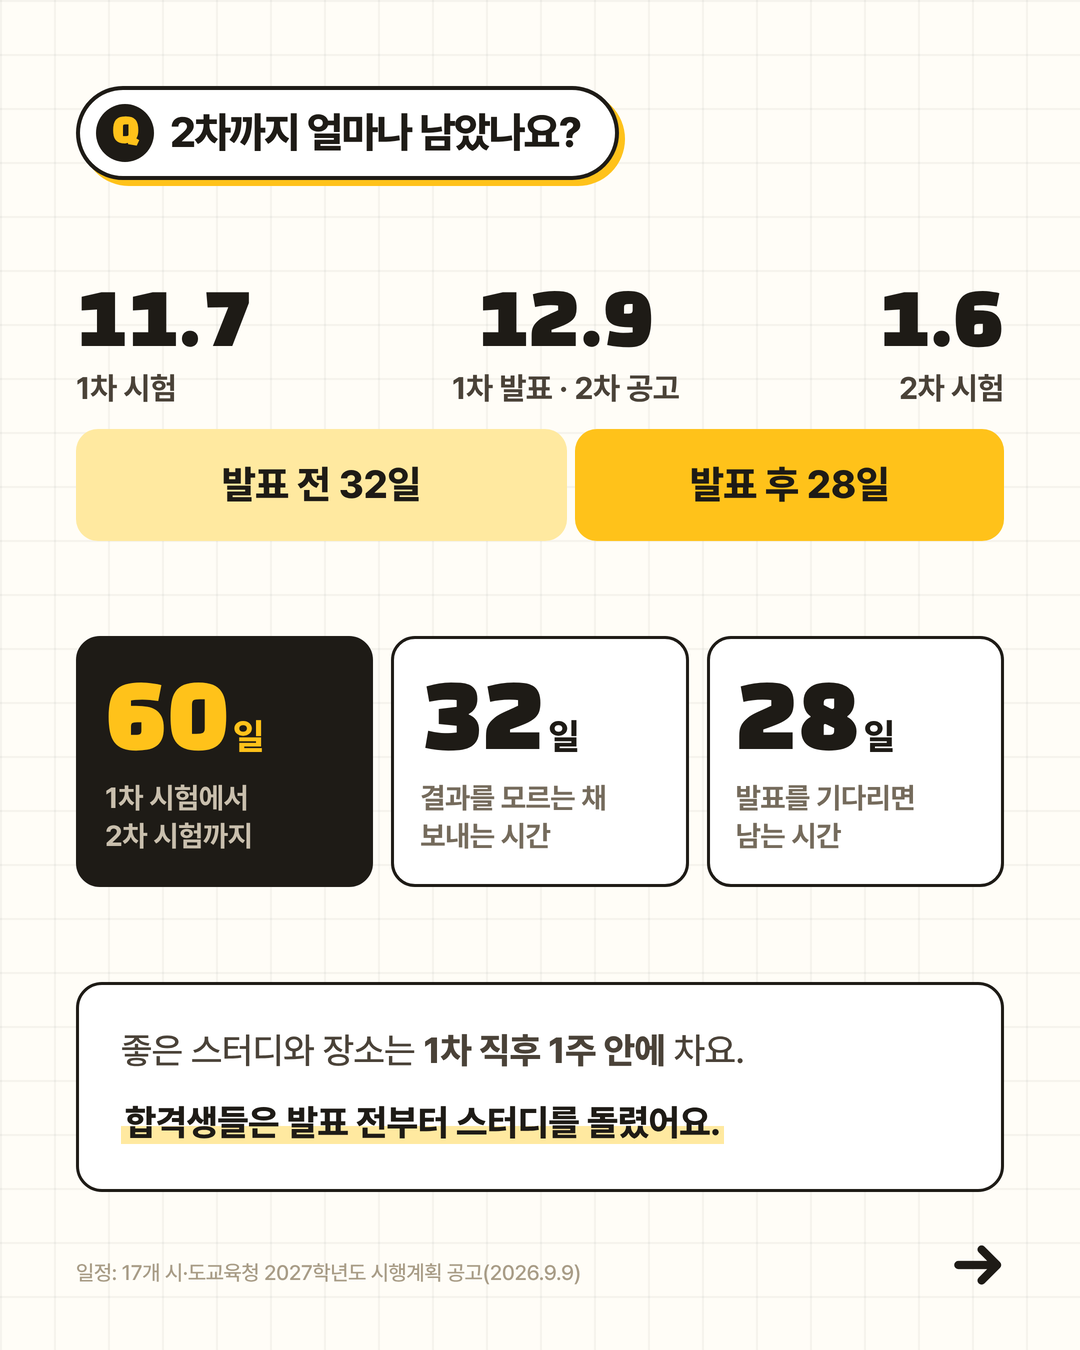 Q 2차까지 얼마나 남았나요?
11.7
1차 시험
12.9
1차 발표 · 2차 공고
1.6
2차 시험
발표 전 32일
발표 후 28일
60일
1차 시험에서
2차 시험까지
32일
결과를 모르는 채
보내는 시간
28일
발표를 기다리면
남는 시간
좋은 스터디와 장소는 1차 직후 1주 안에 차요.
합격생들은 발표 전부터 스터디를 돌렸어요.
일정: 17개 시·도교육청 2027학년도 시행계획 공고(2026.9.9)